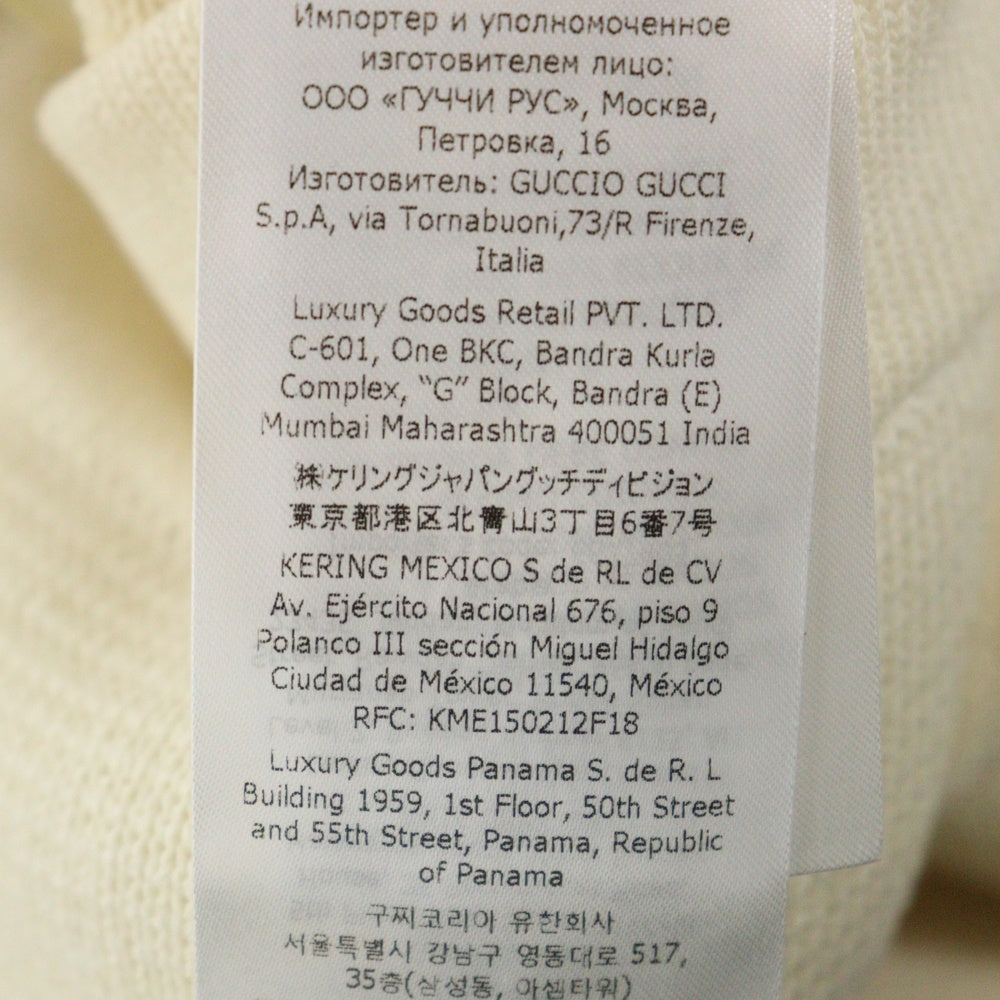 Импортер и уполномоченное
изготовителем лицо:
ООО «ГУЧЧИ РУС», Москва,
Петровка, 16
Изготовитель: GUCCIO GUCCI
S.p.A, via Tornabuoni,73/R Firenze,
Italia
Luxury Goods Retail PVT. LTD.
C-601, One BKC, Bandra Kurla
Complex, “G” Block, Bandra (E)
Mumbai Maharashtra 400051 India
㈱ケリングジャパングッチディビジョン
東京都港区北青山3丁目6番7号
KERING MEXICO S de RL de CV
Av. Ejército Nacional 676, piso 9
Polanco III sección Miguel Hidalgo
Ciudad de México 11540, México
RFC: KME150212F18
Luxury Goods Panama S. de R. L
Building 1959, 1st Floor, 50th Street
and 55th Street, Panama, Republic
of Panama
구찌코리아 유한회사
서울특별시 강남구 영동대로 517,
35층(삼성동, 아셈타워)